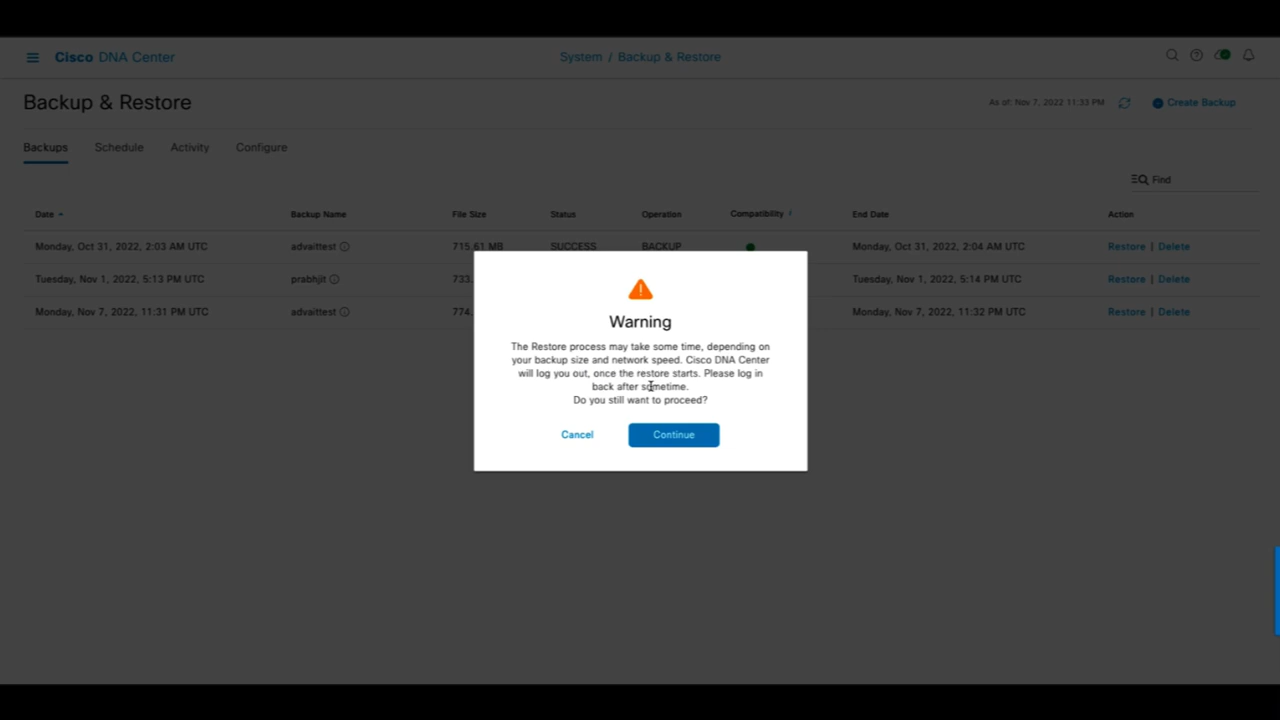 Cisco DNA Center
System / Backup & Restore
Backup & Restore
As of: Nov 7, 2022 11:33 PM
Create Backup
Backups Schedule Activity Configure
Find
Date Backup Name File Size Status Operation Compatibility i End Date Action
Monday, Oct 31, 2022, 2:03 AM UTC advaittest 715.61 MB SUCCESS BACKUP Monday, Oct 31, 2022, 2:04 AM UTC Restore | Delete
Tuesday, Nov 1, 2022, 5:13 PM UTC prabhjit 733. Tuesday, Nov 1, 2022, 5:14 PM UTC Restore | Delete
Monday, Nov 7, 2022, 11:31 PM UTC advaittest 774. Monday, Nov 7, 2022, 11:32 PM UTC Restore | Delete
Warning
The Restore process may take some time, depending on
your backup size and network speed. Cisco DNA Center
will log you out, once the restore starts. Please log in
back after sometime.
Do you still want to proceed?
Cancel Continue